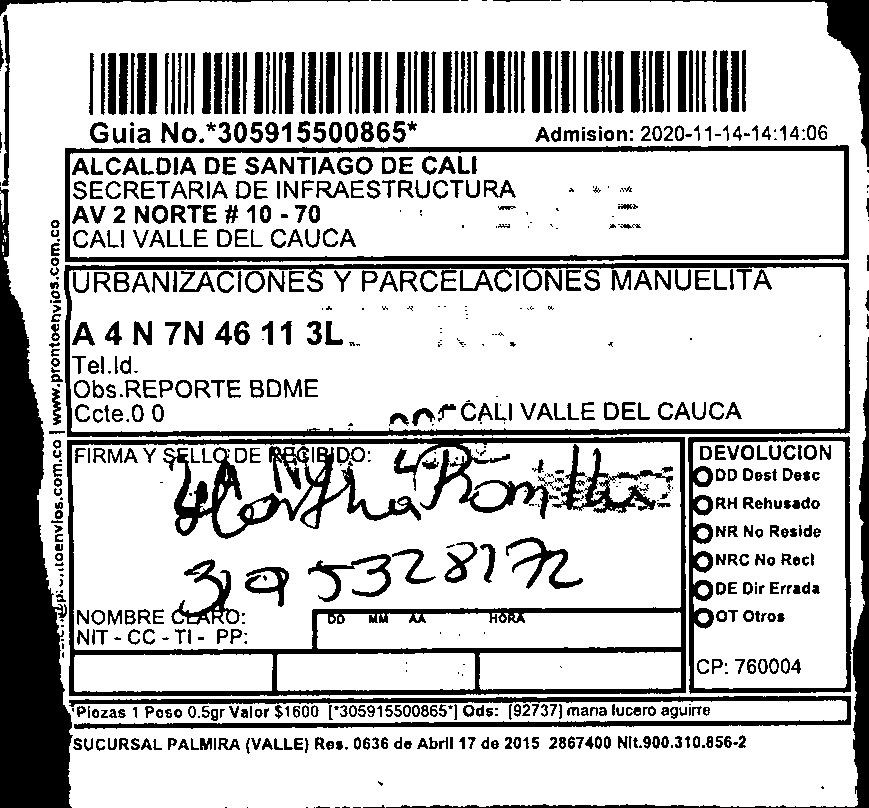 Guia No.*305915500865*
Admision: 2020-11-14-14:14:06
ALCALDIA DE SANTIAGO DE CALI
SECRETARIA DE INFRAESTRUCTURA
AV 2 NORTE # 10 - 70
CALI VALLE DEL CAUCA
URBANIZACIONES Y PARCELACIONES MANUELITA
A 4 N 7N 46 11 3L
Tel.Id.
Obs.REPORTE BDME
Ccte.0 0
CALI VALLE DEL CAUCA
www.prontoenvios.com.co
FIRMA Y SELLO DE RECIBIDO:
3195328172
NOMBRE CLARO:
NIT - CC - TI - PP:
DD MM AA HORA
DEVOLUCION
DD Dest Desc
RH Rehusado
NR No Reside
NRC No Recl
DE Dir Errada
OT Otros
CP: 760004
Piezas 1 Peso 0.5gr Valor $1600 [*305915500865*] Ods: [92737] maria lucero aguirre
SUCURSAL PALMIRA (VALLE) Res. 0636 de Abril 17 de 2015 2867400 Nit.900.310.856-2